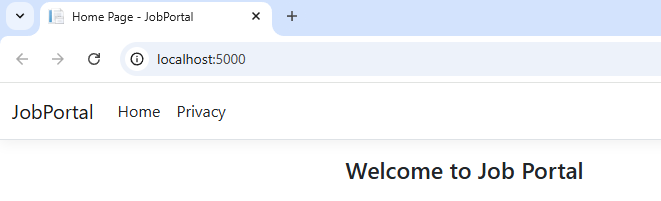 Home Page - JobPortal
localhost:5000
JobPortal Home Privacy
Welcome to Job Portal